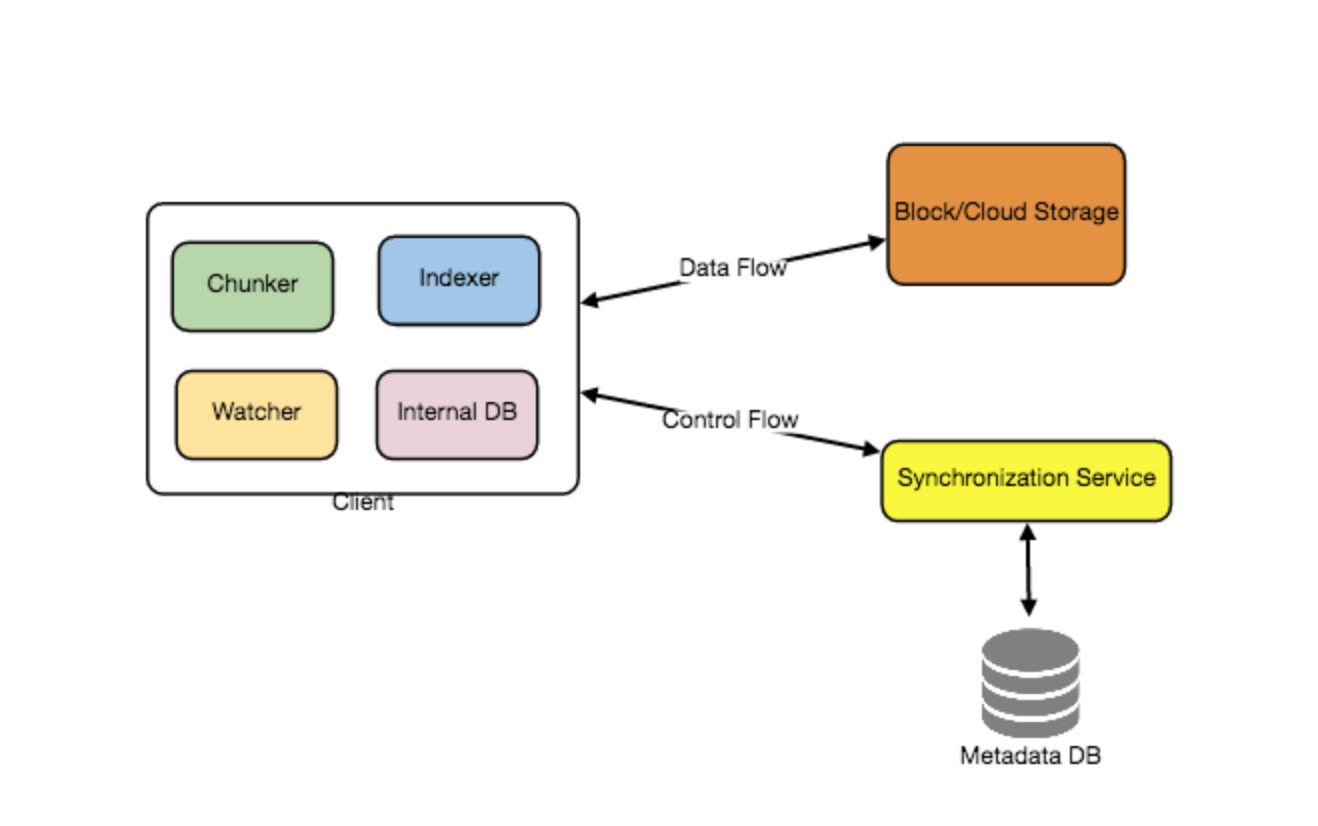 Block/Cloud Storage
Data Flow
Chunker
Indexer
Watcher
Internal DB
Control Flow
Client
Synchronization Service
Metadata DB